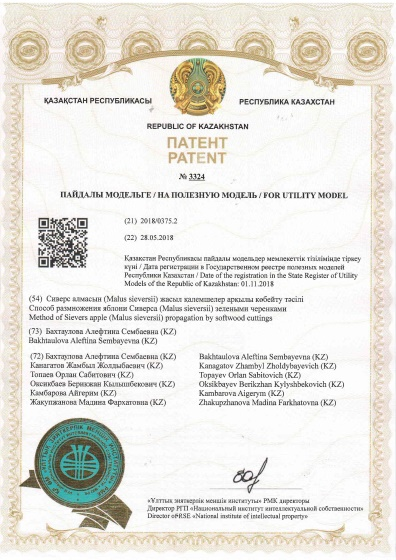 ҚАЗАҚСТАН РЕСПУБЛИКАСЫ
РЕСПУБЛИКА КАЗАХСТАН
REPUBLIC OF KAZAKHSTAN
ПАТЕНТ
PATENT
№ 3324
ПАЙДАЛЫ МОДЕЛЬГЕ / НА ПОЛЕЗНУЮ МОДЕЛЬ / FOR UTILITY MODEL
(21) 2018/0375.2
(22) 28.05.2018
Қазақстан Республикасы пайдалы модельдер мемлекеттік тізілімінде тіркеу
күні / Дата регистрации в Государственном реестре полезных моделей
Республики Казахстан / Date of the registration in the State Register of Utility
Models of the Republic of Kazakhstan: 01.11.2018
(54) Сиверс алмасын (Malus sieversii) жасыл қалемшелер арқылы көбейту тәсілі
Способ размножения яблони Сиверса (Malus sieversii) зелеными черенками
Method of Sievers apple (Malus sieversii) propagation by softwood cuttings
(73) Бахтаулова Алефтина Сембаевна (KZ)
Bakhtaulova Aleftina Sembayevna (KZ)
(72) Бахтаулова Алефтина Сембаевна (KZ)
Канагатов Жамбыл Жолдыбаевич (KZ)
Топаев Орлан Сабитович (KZ)
Оксикбаев Берикжан Кылышбекович (KZ)
Камбарова Айгерим (KZ)
Жакупжанова Мадина Фархатовна (KZ)
Bakhtaulova Aleftina Sembayevna (KZ)
Kanagatov Zhambyl Zholdybayevich (KZ)
Topayev Orlan Sabitovich (KZ)
Oksikbayev Berikzhan Kylyshbekovich (KZ)
Kambarova Aigerym (KZ)
Zhakupzhanova Madina Farkhatovna (KZ)
«Ұлттық зияткерлік меншік институты» РМК директоры
Директор РГП «Национальный институт интеллектуальной собственности»
Director of RSE «National institute of intellectual property»